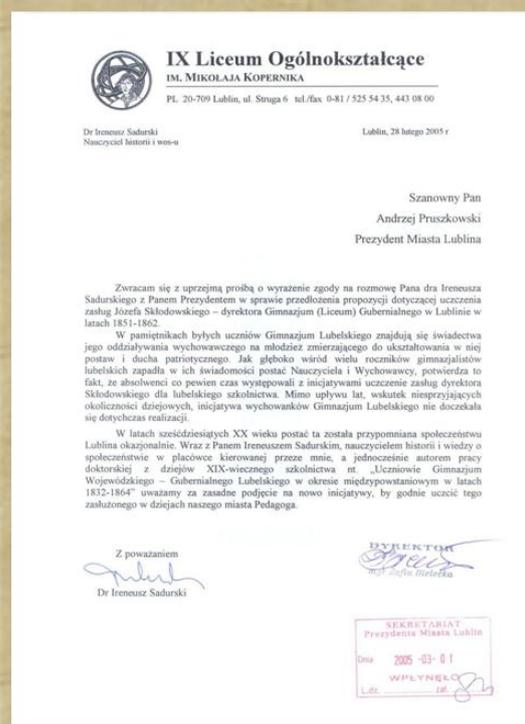 IX Liceum Ogólnokształcące
IM. MIKOŁAJA KOPERNIKA
PL 20-709 Lublin, ul. Struga 6 tel./fax 0-81 / 525 54 35, 443 08 00
Dr Ireneusz Sadurski
Nauczyciel historii i wos-u
Lublin, 28 lutego 2005 r
Szanowny Pan
Andrzej Pruszkowski
Prezydent Miasta Lublina
Zwracam się z uprzejmą prośbą o wyrażenie zgody na rozmowę Pana dra Ireneusza
Sadurskiego z Panem Prezydentem w sprawie przedłożenia propozycji dotyczącej uczczenia
zasług Józefa Skłodowskiego – dyrektora Gimnazjum (Liceum) Gubernialnego w Lublinie w
latach 1851-1862.
W pamiętnikach byłych uczniów Gimnazjum Lubelskiego znajdują się świadectwa
jego oddziaływania wychowawczego na młodzież zmierzającego do ukształtowania w niej
postaw i ducha patriotycznego. Jak głęboko wśród wielu roczników gimnazjalistów
lubelskich zapadła w ich świadomości postać Nauczyciela i Wychowawcy, potwierdza to
fakt, że absolwenci co pewien czas występowali z inicjatywami uczczenie zasług dyrektora
Skłodowskiego dla lubelskiego szkolnictwa. Mimo upływu lat, wskutek niesprzyjających
okoliczności dziejowych, inicjatywa wychowanków Gimnazjum Lubelskiego nie doczekała
się dotychczas realizacji.
W latach sześćdziesiątych XX wieku postać ta została przypomniana społeczeństwu
Lublina okazjonalnie. Wraz z Panem Ireneuszem Sadurskim, nauczycielem historii i wiedzy o
społeczeństwie w placówce kierowanej przeze mnie, a jednocześnie autorem pracy
doktorskiej z dziejów XIX-wiecznego szkolnictwa nt. „Uczniowie Gimnazjum
Wojewódzkiego – Gubernialnego Lubelskiego w okresie międzypowstaniowym w latach
1832-1864” uważamy za zasadne podjęcie na nowo inicjatywy, by godnie uczcić tego
zasłużonego w dziejach naszego miasta Pedagoga.
Z poważaniem
Dr Ireneusz Sadurski
DYREKTOR
mgr Zofia Bielecka
SEKRETARIAT
Prezydenta Miasta Lublin
Dnia 2005 -03- 01
WPŁYNĘŁO
L.dz. zał.